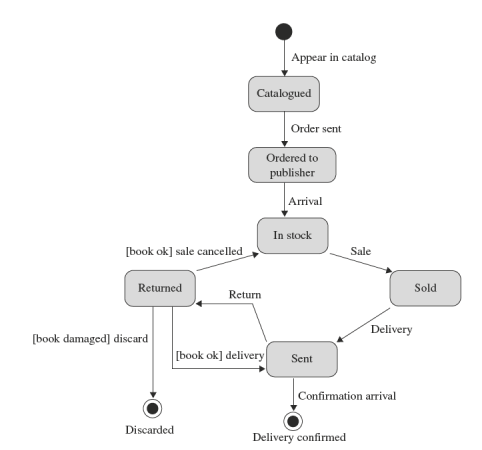 Appear in catalog
Catalogued
Order sent
Ordered to
publisher
Arrival
In stock
[book ok] sale cancelled
Sale
Returned
Sold
Return
Delivery
[book damaged] discard
[book ok] delivery
Sent
Confirmation arrival
Discarded
Delivery confirmed